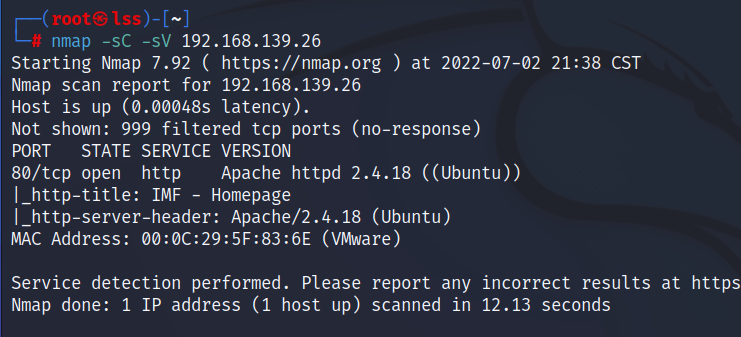 ┌──(root㉿lss)-[~]
└─# nmap -sC -sV 192.168.139.26
Starting Nmap 7.92 ( https://nmap.org ) at 2022-07-02 21:38 CST
Nmap scan report for 192.168.139.26
Host is up (0.00048s latency).
Not shown: 999 filtered tcp ports (no-response)
PORT   STATE SERVICE VERSION
80/tcp open  http    Apache httpd 2.4.18 ((Ubuntu))
|_http-title: IMF - Homepage
|_http-server-header: Apache/2.4.18 (Ubuntu)
MAC Address: 00:0C:29:5F:83:6E (VMware)
Service detection performed. Please report any incorrect results at https
Nmap done: 1 IP address (1 host up) scanned in 12.13 seconds